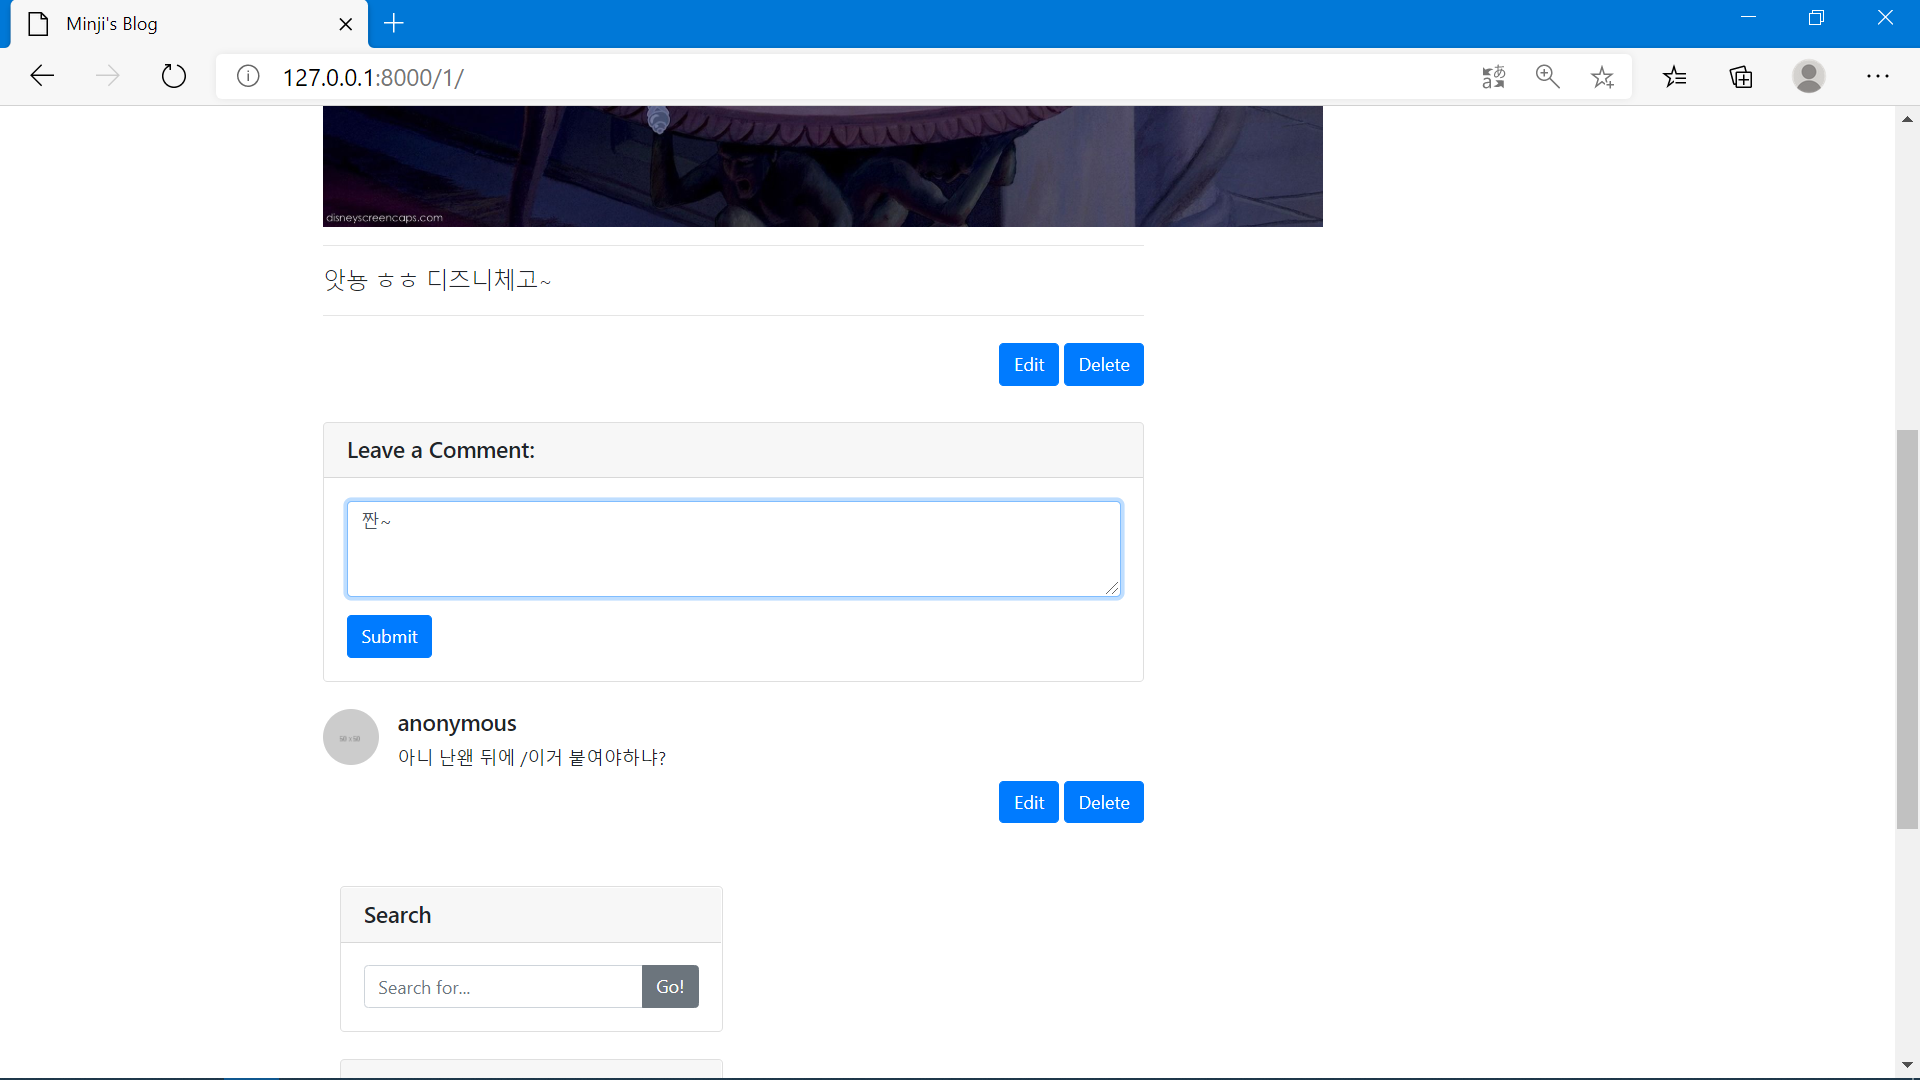 Minji's Blog
127.0.0.1:8000/1/
disneyscreencaps.com
앗뇽 ㅎㅎ 디즈니체고~
Edit Delete
Leave a Comment:
짠~
Submit
50 x 50
anonymous
아니 난왠 뒤에 /이거 붙여야하냐?
Edit Delete
Search
Search for... Go!